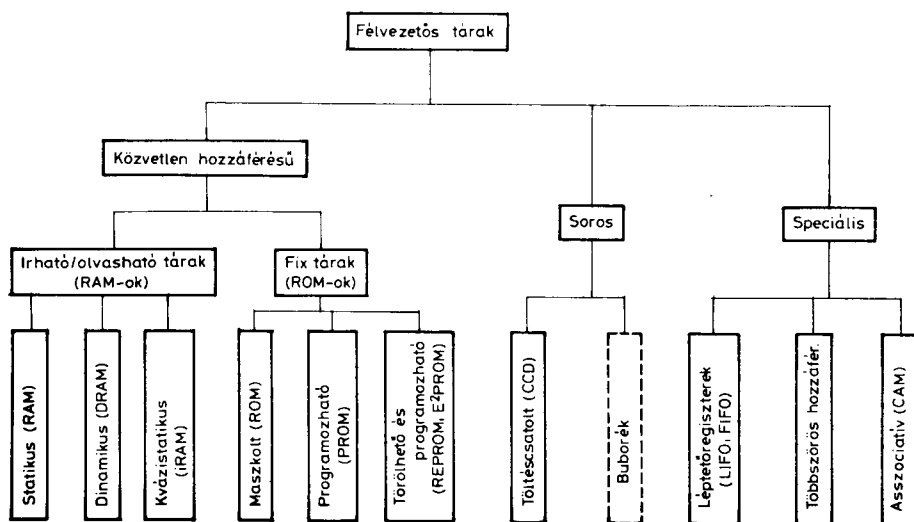 Félvezetős tárak
Közvetlen hozzáférésű
Soros
Speciális
Irható/olvasható tárak
(RAM-ok)
Fix tárak
(ROM-ok)
Statikus (RAM)
Dinamikus (DRAM)
Kvázistatikus
(iRAM)
Maszkolt (ROM)
Programozható
(PROM)
Törölhető és
programozható
(REPROM, E²PROM)
Töltéscsatolt (CCD)
Buborék
Léptetőregiszterek
(LIFO, FIFO)
Többszörös hozzáfér.
Asszociatív (CAM)